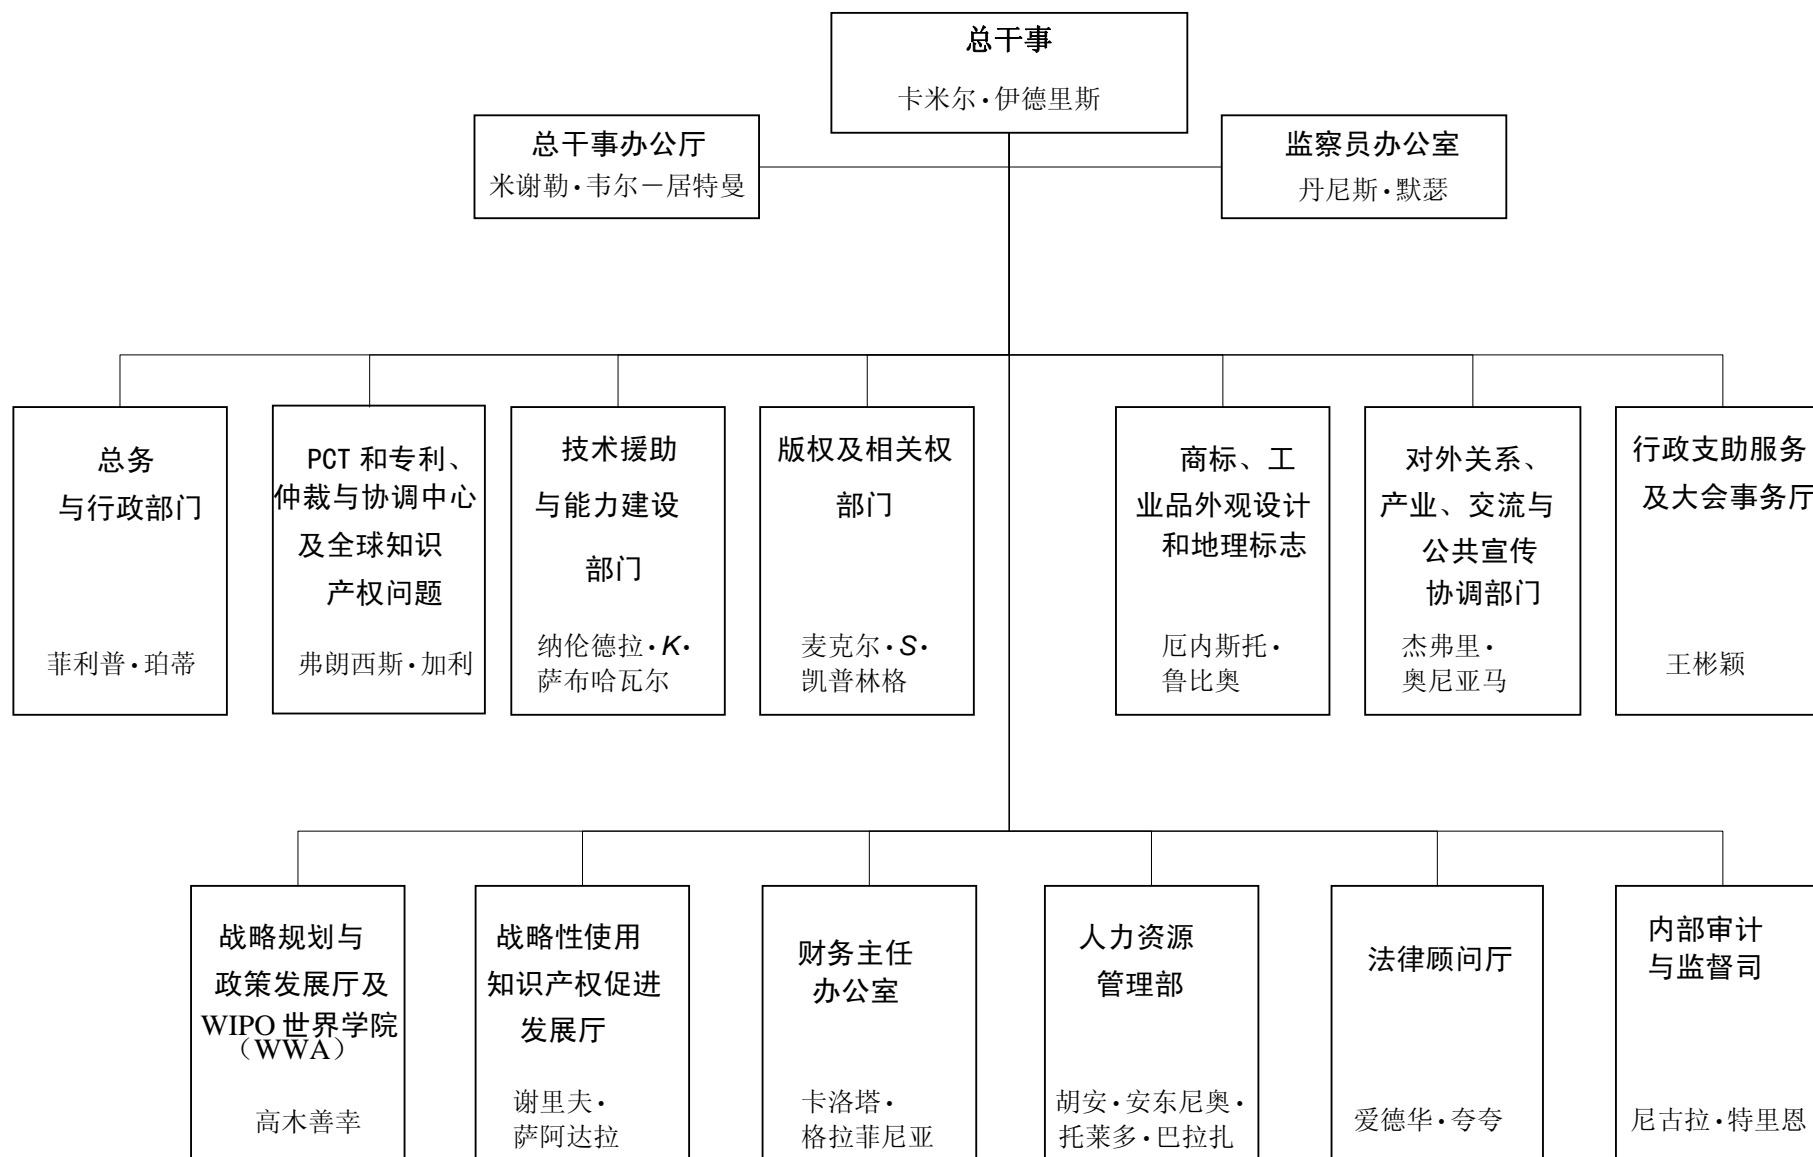 总干事
卡米尔·伊德里斯
总干事办公厅
米谢勒·韦尔－居特曼
监察员办公室
丹尼斯·默瑟
总务
与行政部门
菲利普·珀蒂
PCT 和专利、
仲裁与协调中心
及全球知识
产权问题
弗朗西斯·加利
技术援助
与能力建设
部门
纳伦德拉·K·
萨布哈瓦尔
版权及相关权
部门
麦克尔·S·
凯普林格
商标、工
业品外观设计
和地理标志
厄内斯托·
鲁比奥
对外关系、
产业、交流与
公共宣传
协调部门
杰弗里·
奥尼亚马
行政支助服务
及大会事务厅
王彬颖
战略规划与
政策发展厅及
WIPO 世界学院
（WWA）
高木善幸
战略性使用
知识产权促进
发展厅
谢里夫·
萨阿达拉
财务主任
办公室
卡洛塔·
格拉菲尼亚
人力资源
管理部
胡安·安东尼奥·
托莱多·巴拉扎
法律顾问厅
爱德华·夸夸
内部审计
与监督司
尼古拉·特里恩